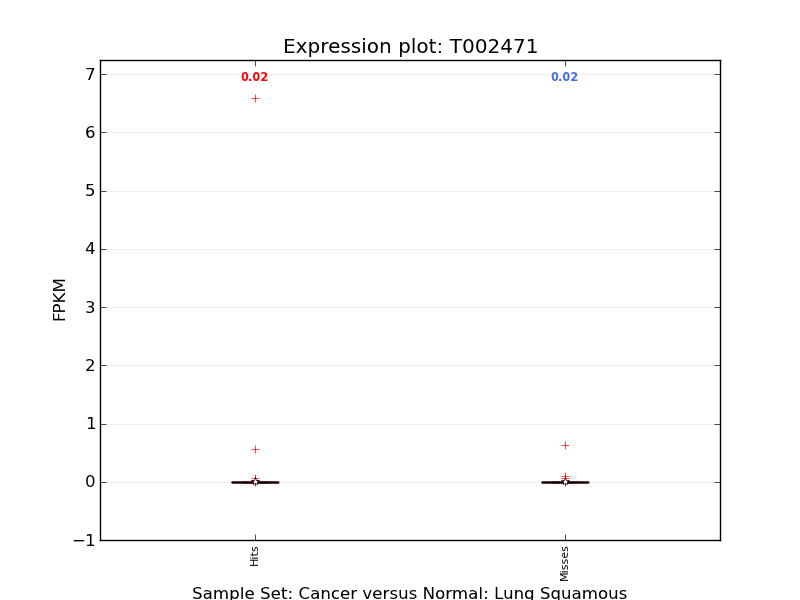 Expression plot: T002471
0.02 0.02
7
6
5
4
3
2
1
0
−1
FPKM
Hits
Misses
Sample Set: Cancer versus Normal: Lung Squamous